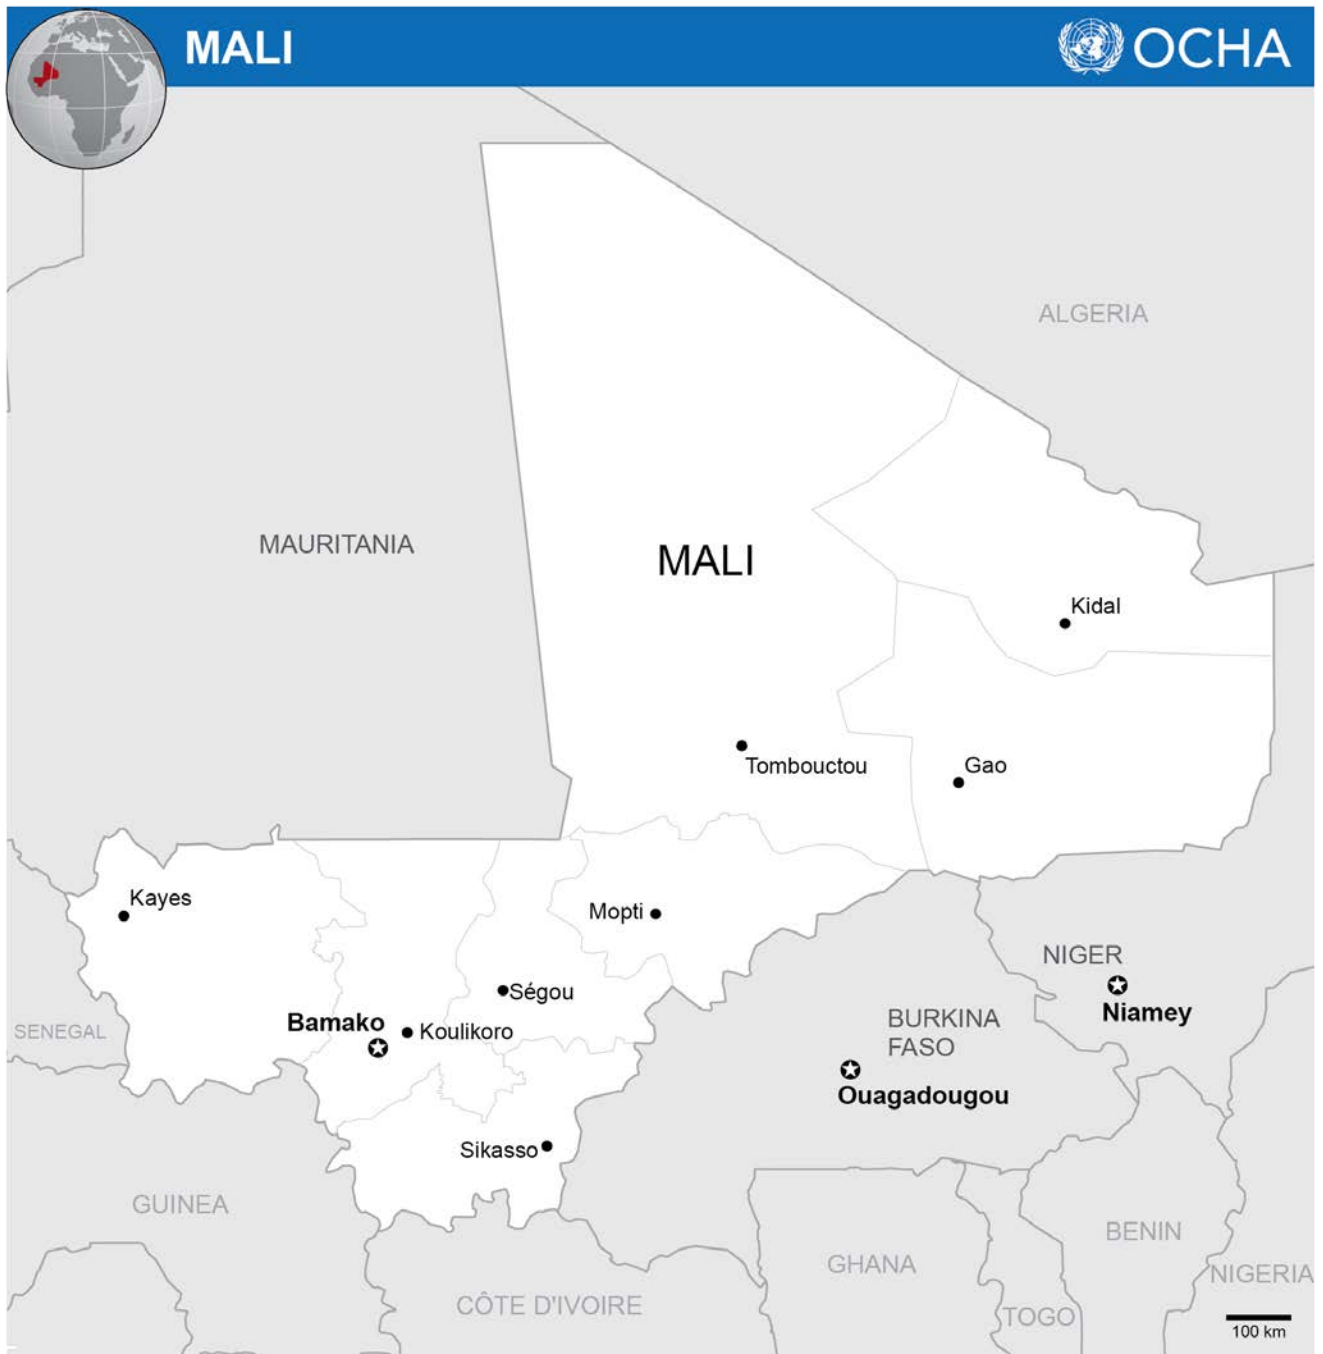 MALI
OCHA
ALGERIA
MAURITANIA
MALI
Kidal
Tombouctou
Gao
Kayes
Mopti
NIGER
Niamey
Ségou
BURKINA
FASO
SENEGAL
Bamako
Koulikoro
Ouagadougou
Sikasso
GUINEA
BENIN
GHANA
NIGERIA
CÔTE D'IVOIRE
TOGO
100 km